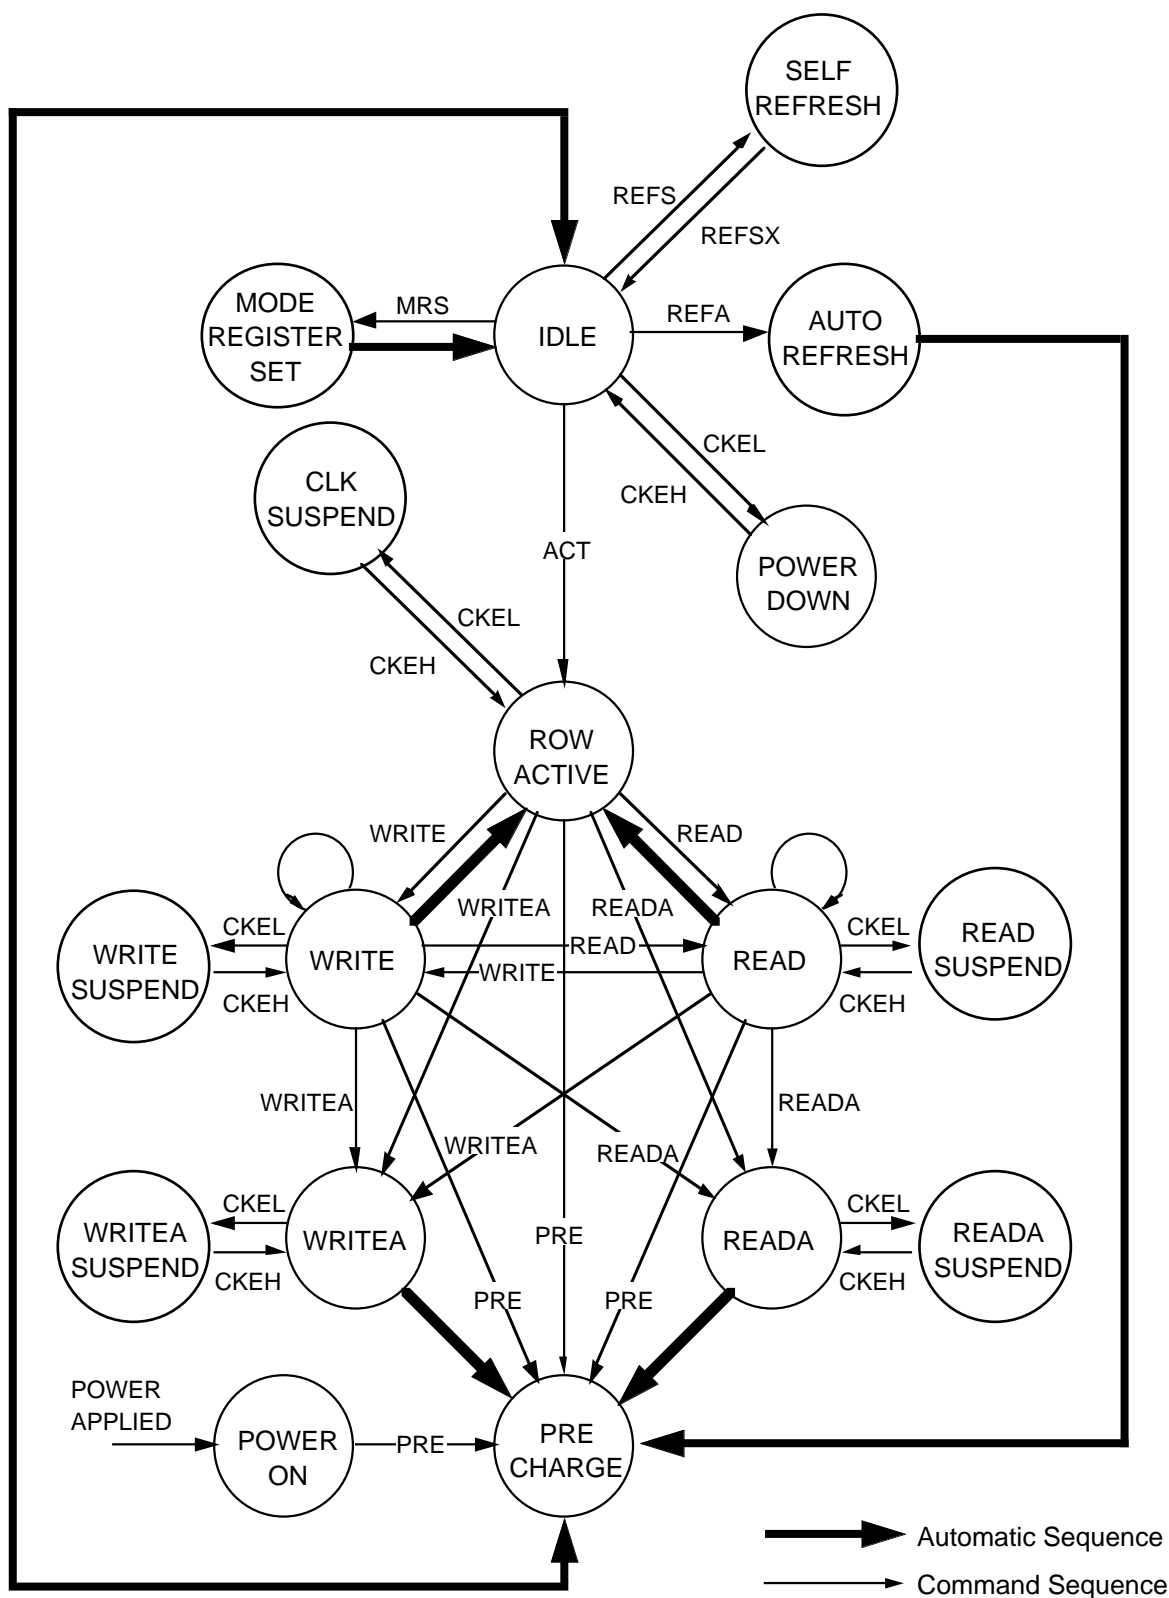 SELF
REFRESH
REFS
REFSX
MODE
REGISTER
SET
MRS
IDLE
REFA
AUTO
REFRESH
CLK
SUSPEND
CKEL
CKEH
ACT
POWER
DOWN
CKEL
CKEH
ROW
ACTIVE
WRITE
READ
WRITEA
READA
WRITE
SUSPEND
CKEL
CKEH
WRITE
READ
WRITE
READ
CKEL
CKEH
READ
SUSPEND
WRITEA
READA
WRITEA
READA
WRITEA
SUSPEND
CKEL
CKEH
WRITEA
PRE
READA
CKEL
CKEH
READA
SUSPEND
PRE
PRE
POWER
APPLIED
POWER
ON
PRE
PRE
CHARGE
Automatic Sequence
Command Sequence